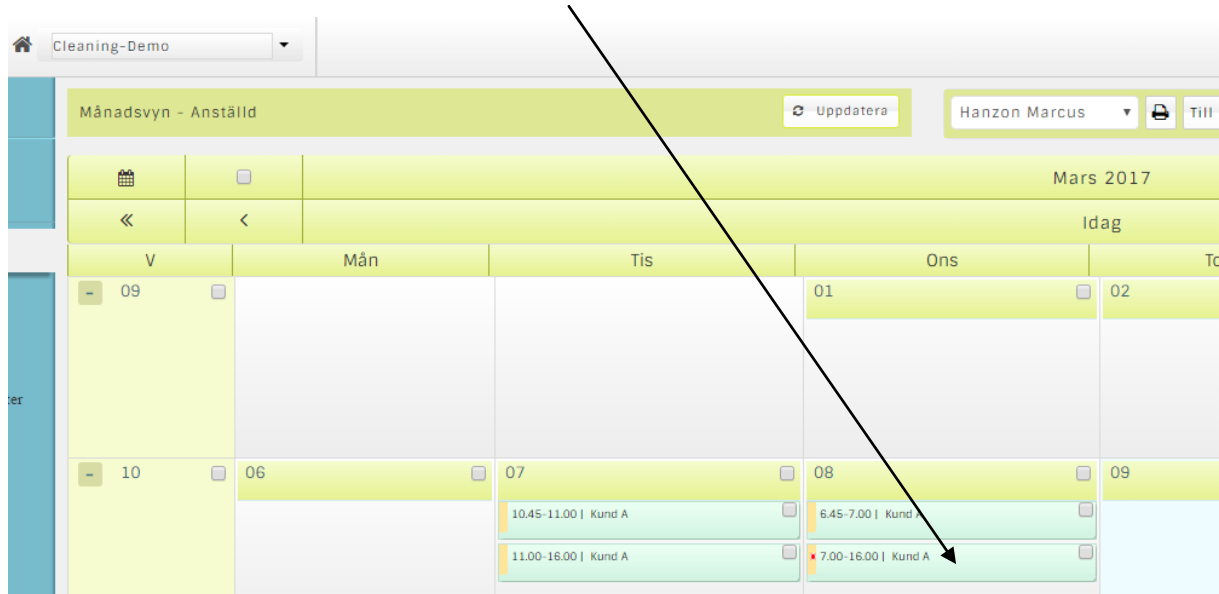 Cleaning-Demo
Månadsvyn - Anställd
Uppdatera
Hanzon Marcus
Till
Mars 2017
Idag
V Mån Tis Ons
09 01 02
ter
10 06 07 08 09
10.45-11.00 | Kund A
6.45-7.00 | Kund A
11.00-16.00 | Kund A
7.00-16.00 | Kund A